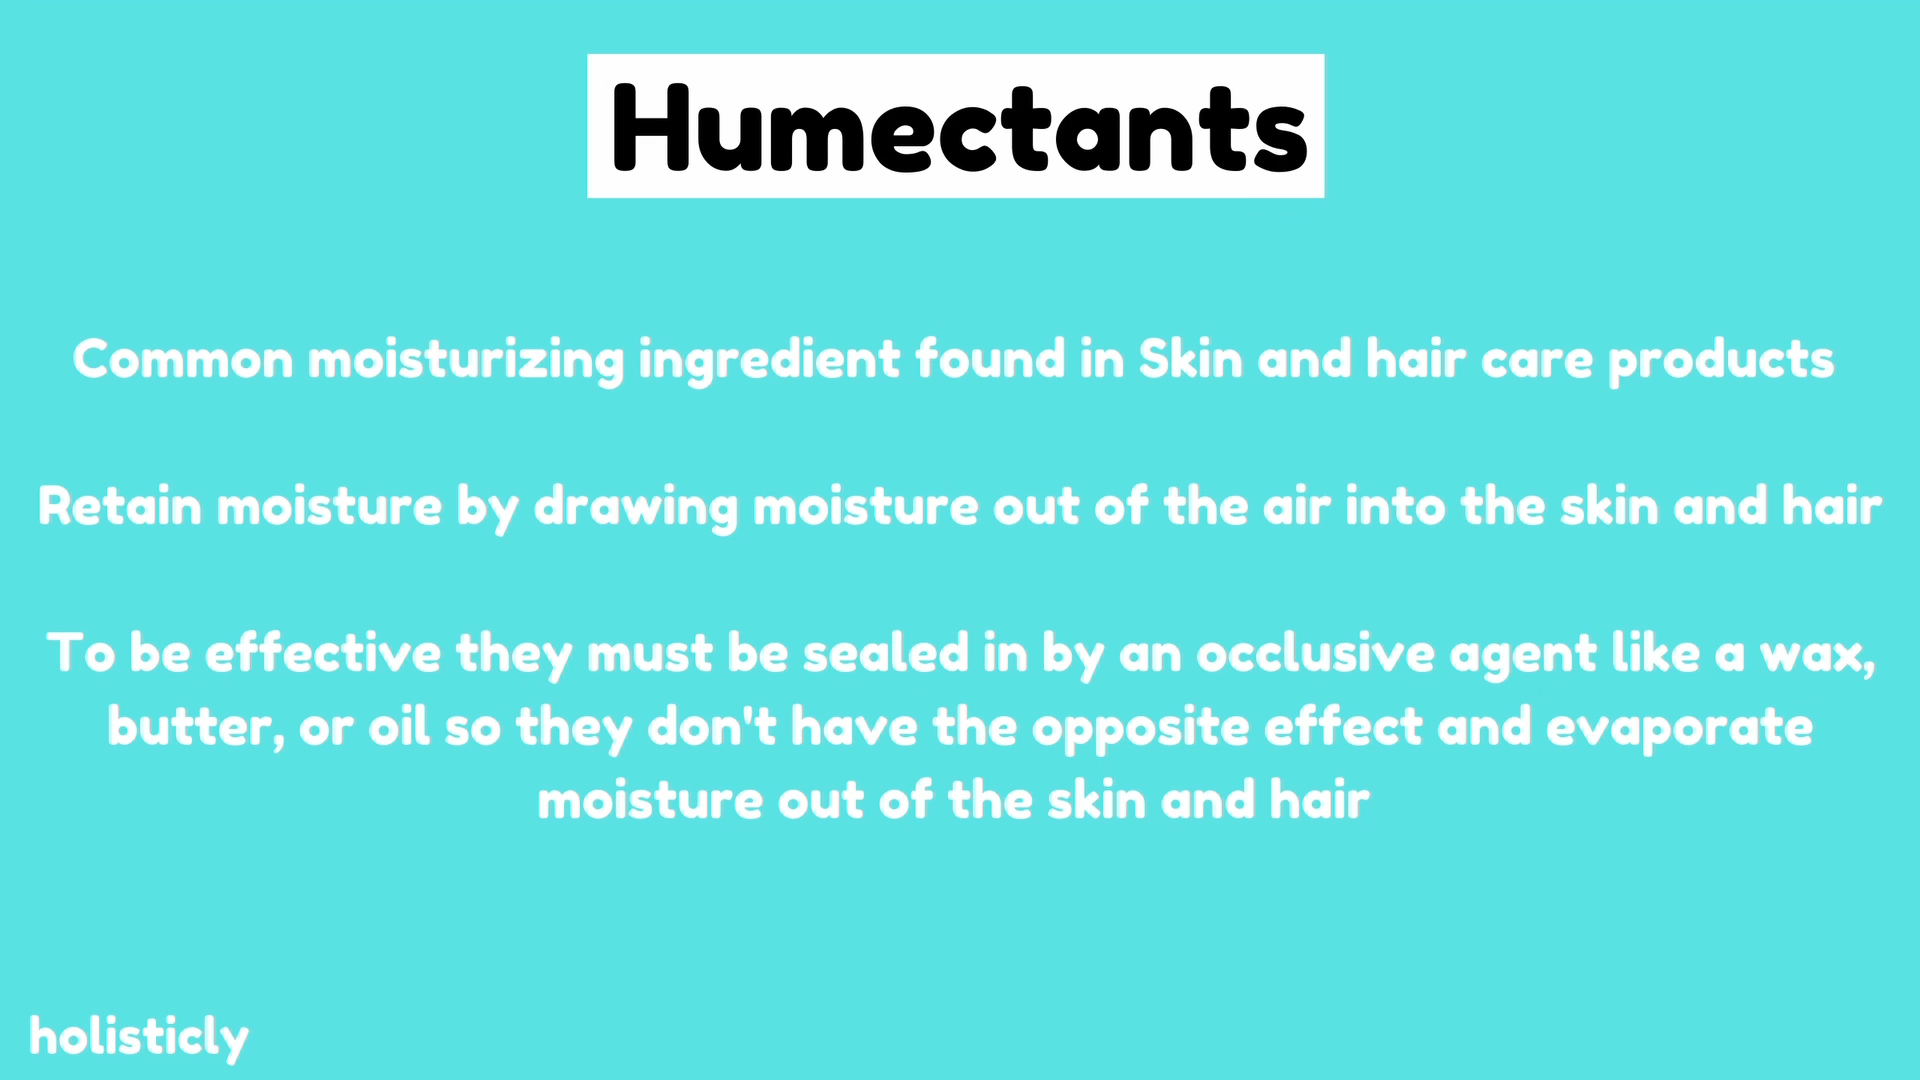 Humectants
Common moisturizing ingredient found in Skin and hair care products
Retain moisture by drawing moisture out of the air into the skin and hair
To be effective they must be sealed in by an occlusive agent like a wax,
butter, or oil so they don't have the opposite effect and evaporate
moisture out of the skin and hair
holisticly